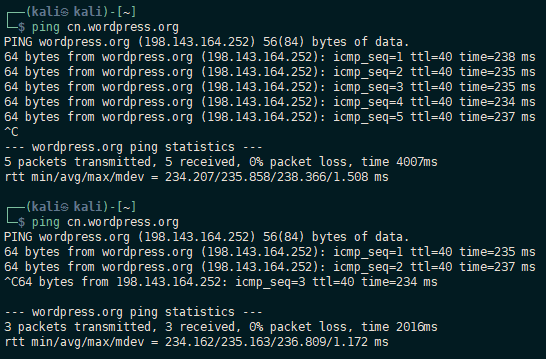 ┌──(kali㉿kali)-[~]
└─$ ping cn.wordpress.org
PING wordpress.org (198.143.164.252) 56(84) bytes of data.
64 bytes from wordpress.org (198.143.164.252): icmp_seq=1 ttl=40 time=238 ms
64 bytes from wordpress.org (198.143.164.252): icmp_seq=2 ttl=40 time=235 ms
64 bytes from wordpress.org (198.143.164.252): icmp_seq=3 ttl=40 time=235 ms
64 bytes from wordpress.org (198.143.164.252): icmp_seq=4 ttl=40 time=234 ms
64 bytes from wordpress.org (198.143.164.252): icmp_seq=5 ttl=40 time=237 ms
^C
--- wordpress.org ping statistics ---
5 packets transmitted, 5 received, 0% packet loss, time 4007ms
rtt min/avg/max/mdev = 234.207/235.858/238.366/1.508 ms
┌──(kali㉿kali)-[~]
└─$ ping cn.wordpress.org
PING wordpress.org (198.143.164.252) 56(84) bytes of data.
64 bytes from wordpress.org (198.143.164.252): icmp_seq=1 ttl=40 time=235 ms
64 bytes from wordpress.org (198.143.164.252): icmp_seq=2 ttl=40 time=237 ms
^C64 bytes from 198.143.164.252: icmp_seq=3 ttl=40 time=234 ms
--- wordpress.org ping statistics ---
3 packets transmitted, 3 received, 0% packet loss, time 2016ms
rtt min/avg/max/mdev = 234.162/235.163/236.809/1.172 ms